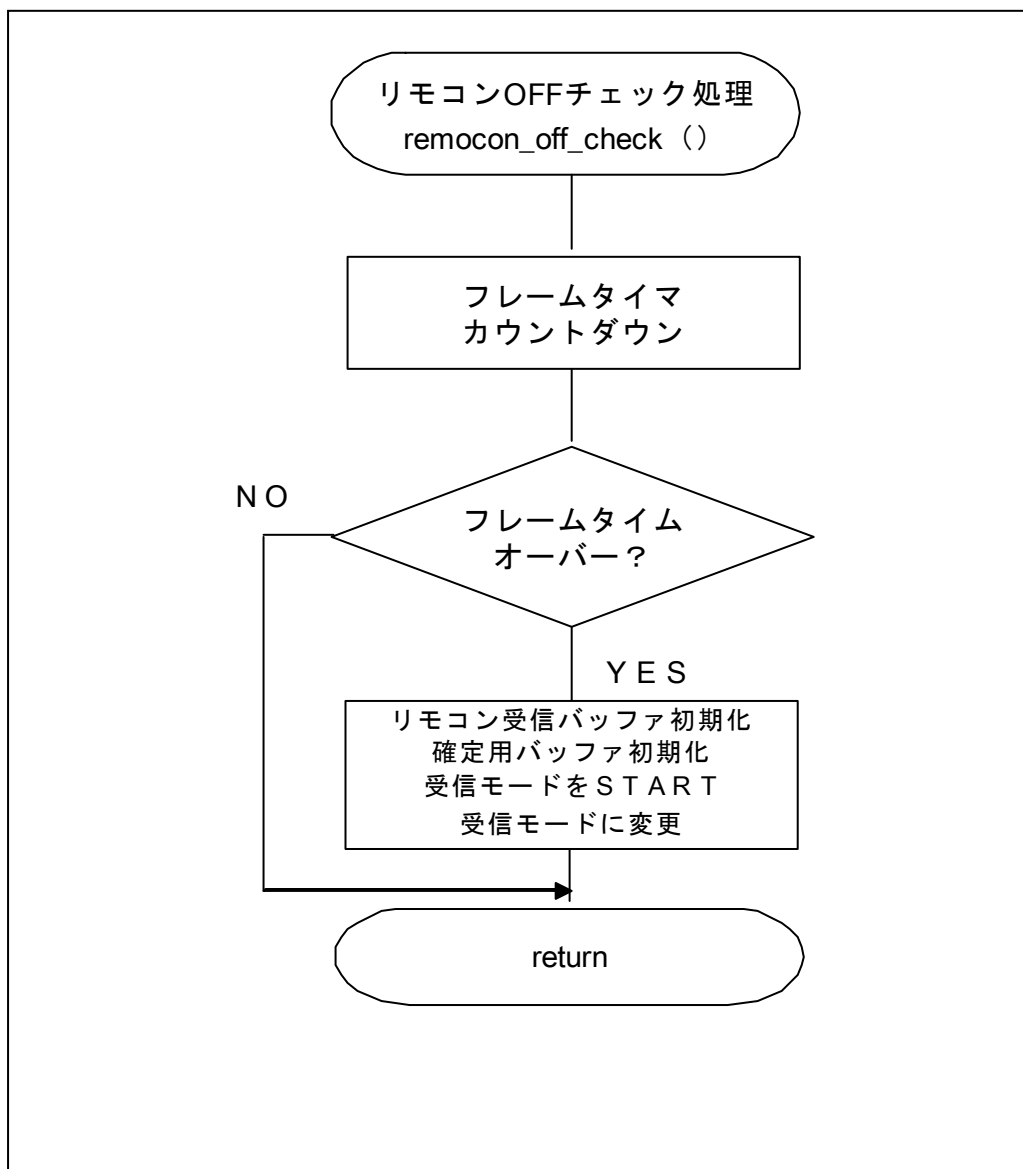 リモコンOFFチェック処理
remocon_off_check（）
フレームタイマ
カウントダウン
フレームタイム
オーバー？
ＮＯ
ＹＥＳ
リモコン受信バッファ初期化
確定用バッファ初期化
受信モードをＳＴＡＲＴ
受信モードに変更
return